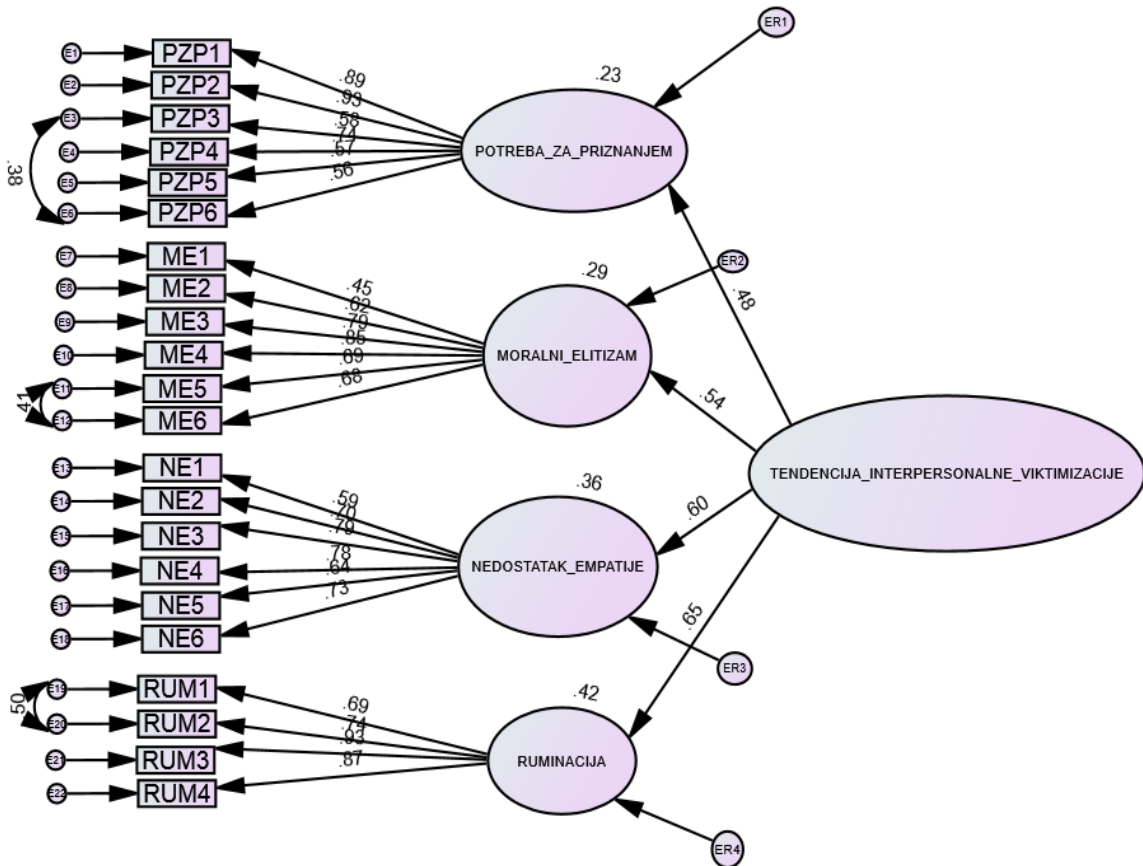 ER1
E1
PZP1
E2
PZP2
E3
PZP3
E4
PZP4
E5
PZP5
E6
PZP6
.38
.89
.93
.58
.74
.57
.56
.23
POTREBA_ZA_PRIZNANJEM
E7
ME1
E8
ME2
E9
ME3
E10
ME4
E11
ME5
E12
ME6
.41
.45
.62
.79
.85
.69
.68
.29
MORALNI_ELITIZAM
ER2
.48
.54
.60
.65
TENDENCIJA_INTERPERSONALNE_VIKTIMIZACIJE
E13
NE1
E14
NE2
E15
NE3
E16
NE4
E17
NE5
E18
NE6
.59
.70
.79
.78
.64
.73
.36
NEDOSTATAK_EMPATIJE
ER3
E19
RUM1
E20
RUM2
E21
RUM3
E22
RUM4
.50
.69
.74
.93
.87
.42
RUMINACIJA
ER4